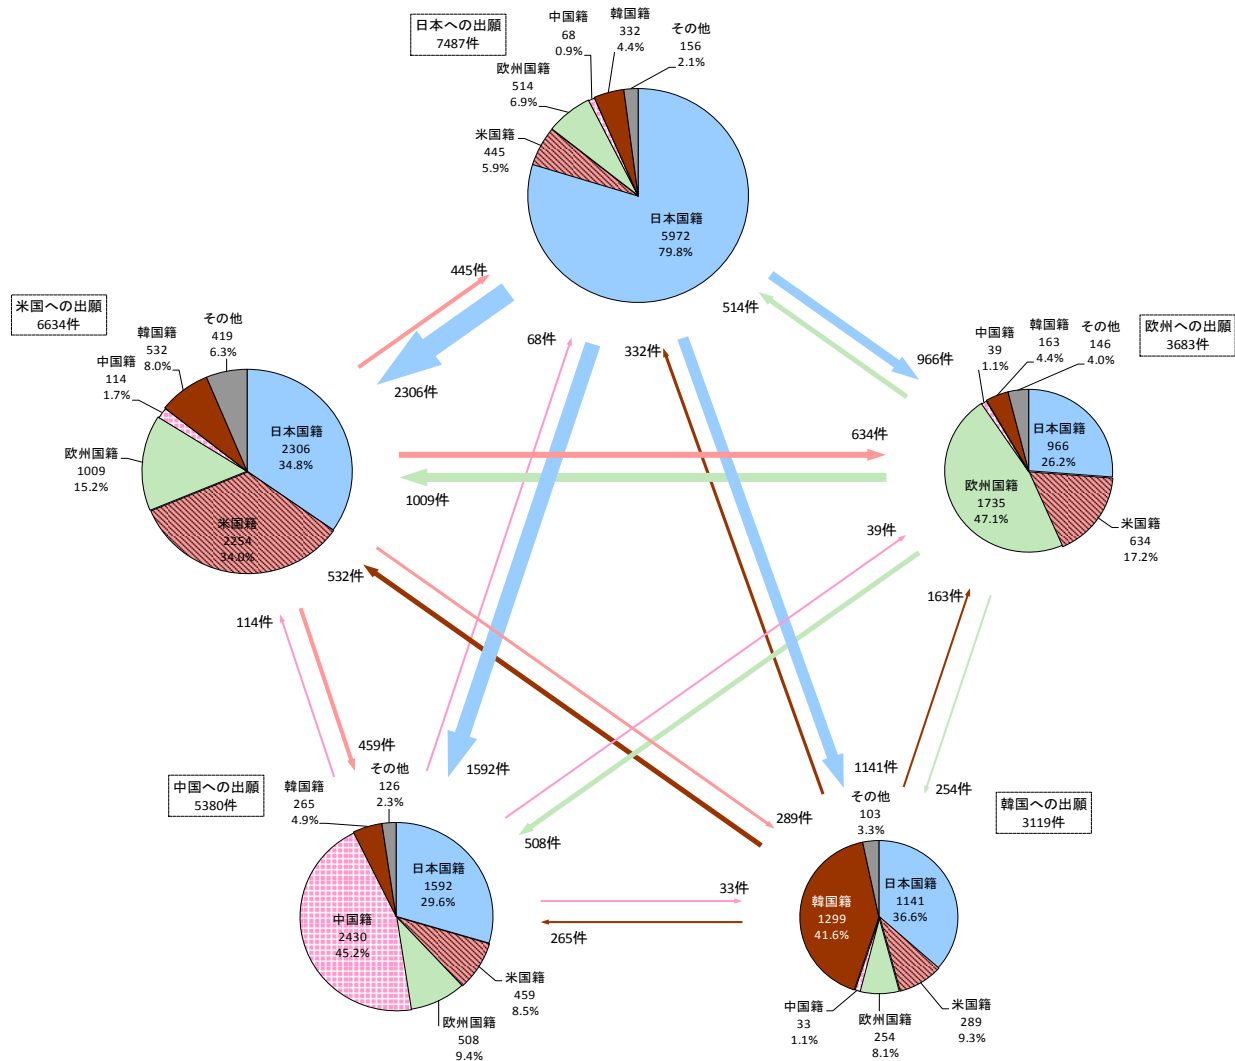 日本への出願
7487件
中国籍
68
0.9%
韓国籍
332
4.4%
その他
156
2.1%
欧州国籍
514
6.9%
米国籍
445
5.9%
日本国籍
5972
79.8%
445件
2306件
68件
332件
514件
966件
米国への出願
6634件
その他
419
6.3%
韓国籍
532
8.0%
中国籍
114
1.7%
欧州国籍
1009
15.2%
日本国籍
2306
34.8%
米国籍
2254
34.0%
欧州への出願
3683件
中国籍
39
1.1%
韓国籍
163
4.4%
その他
146
4.0%
日本国籍
966
26.2%
欧州国籍
1735
47.1%
米国籍
634
17.2%
634件
1009件
39件
532件
114件
163件
459件
1592件
508件
289件
1141件
254件
中国への出願
5380件
韓国籍
265
4.9%
その他
126
2.3%
日本国籍
1592
29.6%
中国籍
2430
45.2%
米国籍
459
8.5%
欧州国籍
508
9.4%
33件
265件
韓国への出願
3119件
その他
103
3.3%
韓国籍
1299
41.6%
日本国籍
1141
36.6%
中国籍
33
1.1%
欧州国籍
254
8.1%
米国籍
289
9.3%